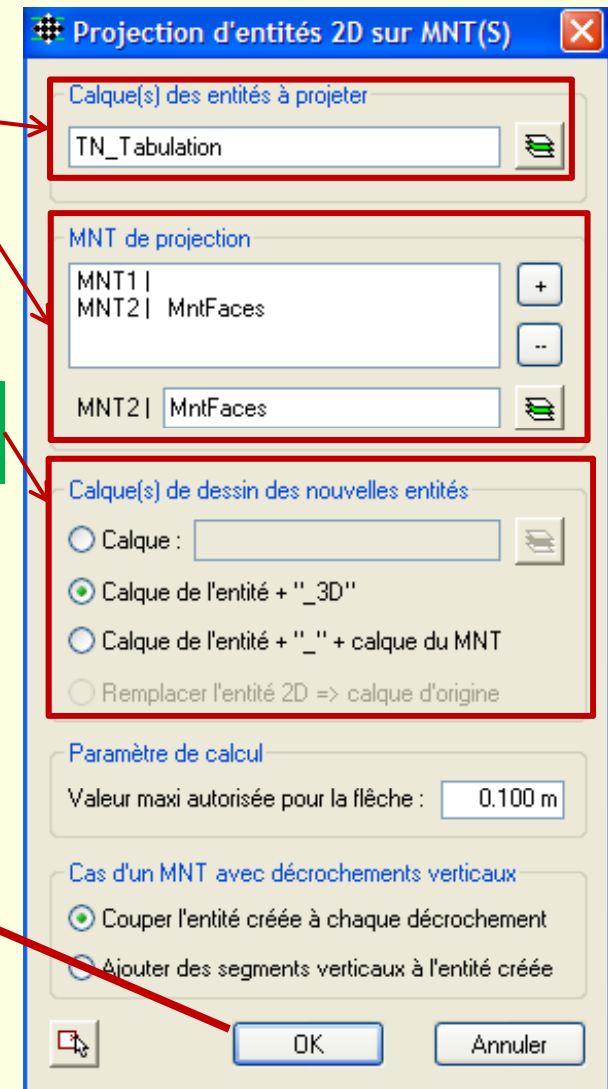 Projection d'entités 2D sur MNT(S)
Calque(s) des entités à projeter
TN_Tabulation
MNT de projection
MNT1 |
MNT2 | MntFaces
+
--
MNT2 | MntFaces
Calque(s) de dessin des nouvelles entités
Calque :
Calque de l'entité + "_3D"
Calque de l'entité + "_" + calque du MNT
Remplacer l'entité 2D => calque d'origine
Paramètre de calcul
Valeur maxi autorisée pour la flêche : 0.100 m
Cas d'un MNT avec décrochements verticaux
Couper l'entité créée à chaque décrochement
Ajouter des segments verticaux à l'entité créée
OK Annuler